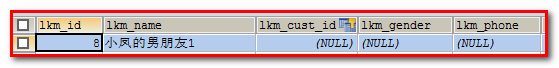 lkm_id lkm_name lkm_cust_id lkm_gender lkm_phone
8 小凤的男朋友1 (NULL) (NULL) (NULL)